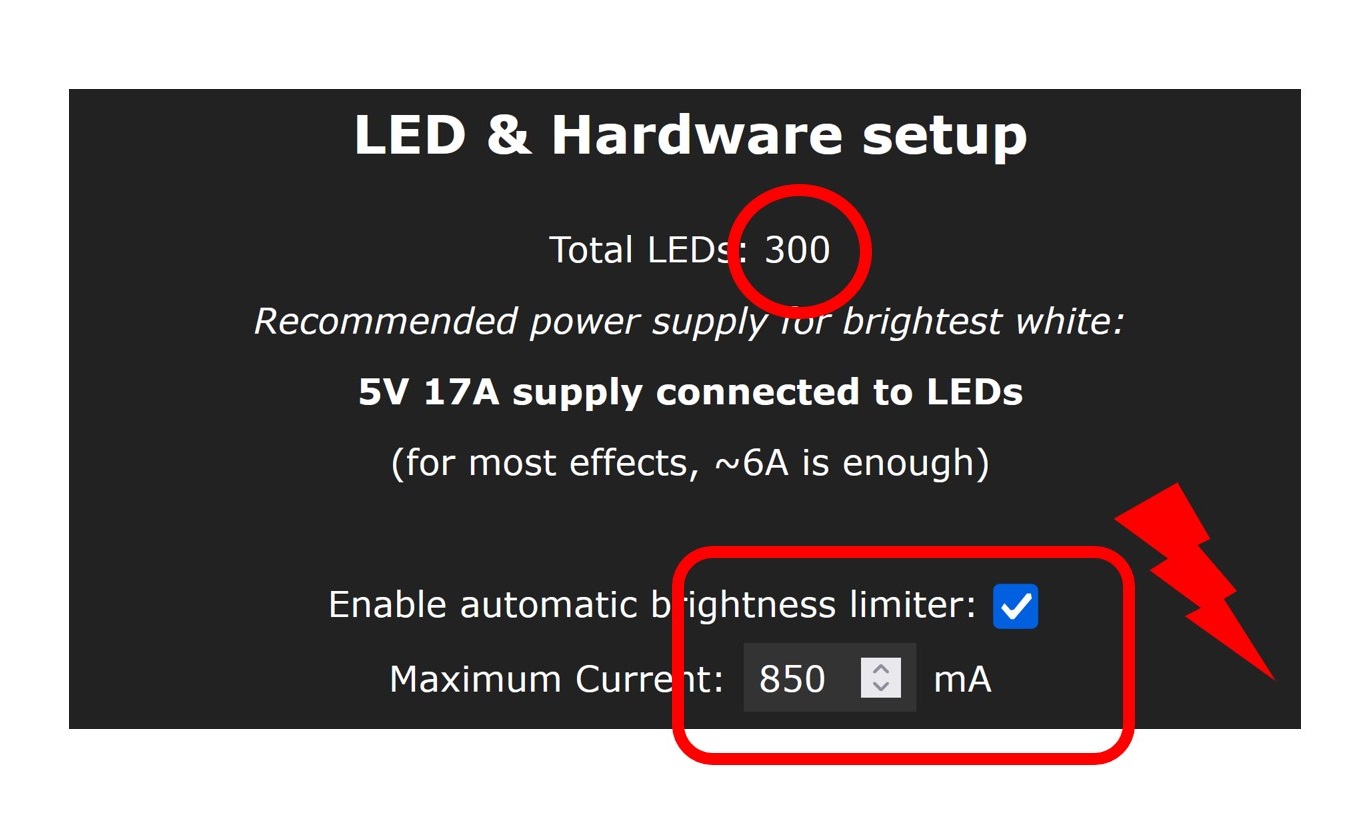 LED & Hardware setup
Total LEDs: 300
Recommended power supply for brightest white:
5V 17A supply connected to LEDs
(for most effects, ~6A is enough)
Enable automatic brightness limiter:
Maximum Current: 850 mA